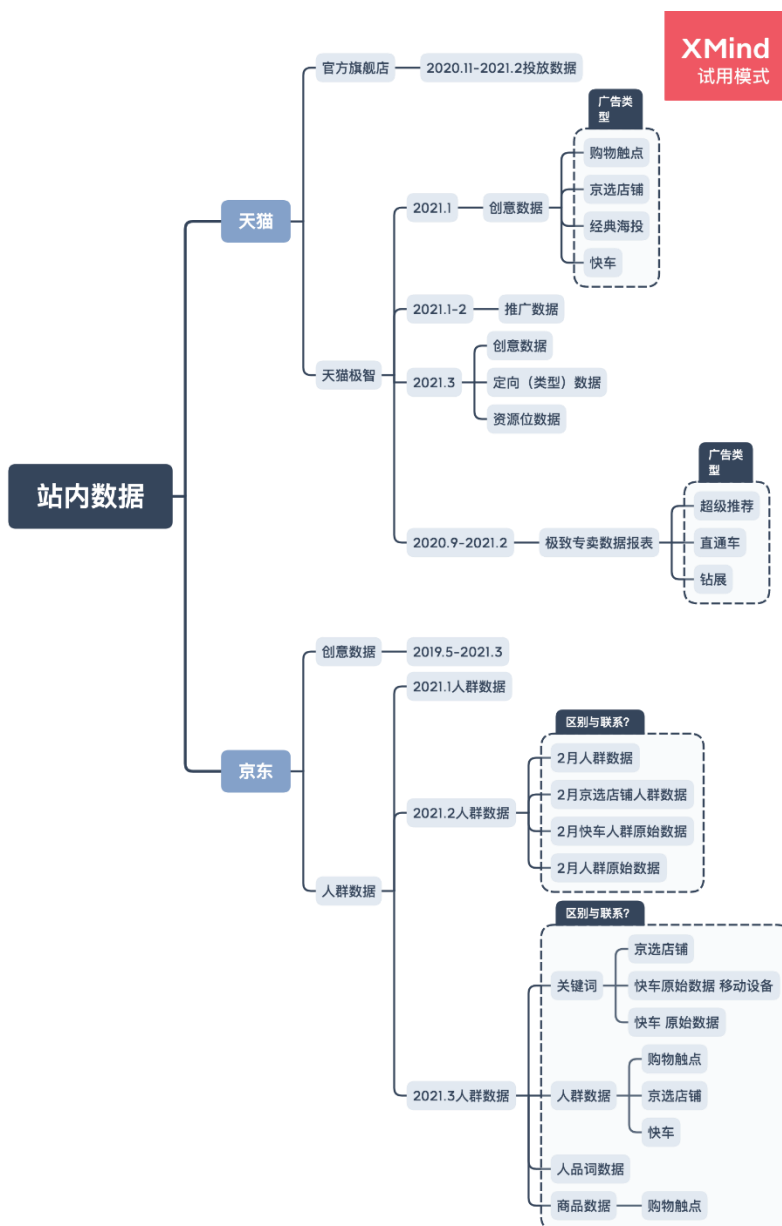 XMind
试用模式
官方旗舰店
2020.11-2021.2投放数据
广告类
型
购物触点
京选店铺
经典海投
快车
天猫
2021.1
创意数据
2021.1-2
推广数据
天猫极智
2021.3
创意数据
定向（类型）数据
资源位数据
广告类
型
超级推荐
直通车
钻展
2020.9-2021.2
极致专卖数据报表
站内数据
创意数据
2019.5-2021.3
2021.1人群数据
京东
区别与联系?
2021.2人群数据
2月人群数据
2月京选店铺人群数据
2月快车人群原始数据
2月人群原始数据
人群数据
区别与联系?
关键词
京选店铺
快车原始数据 移动设备
快车 原始数据
2021.3人群数据
人群数据
购物触点
京选店铺
快车
人品词数据
商品数据
购物触点